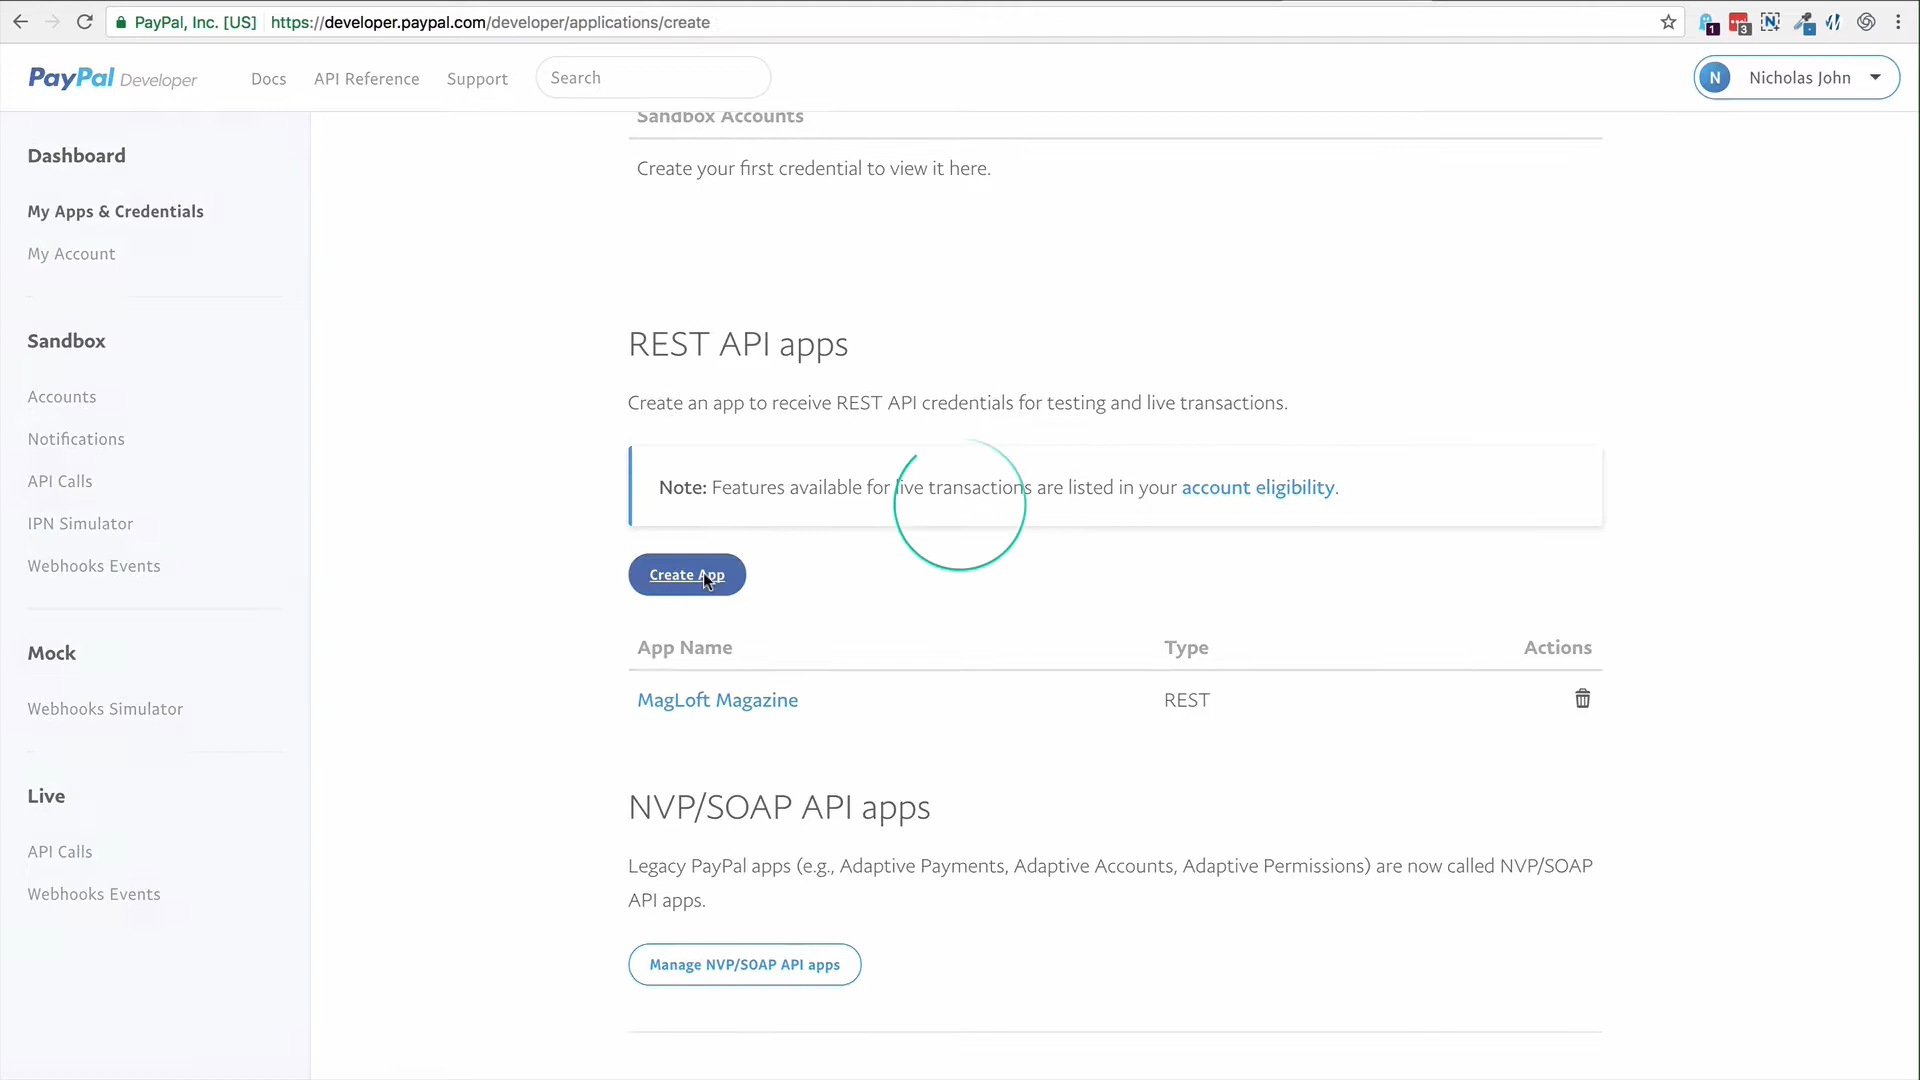 PayPal, Inc. [US] https://developer.paypal.com/developer/applications/create
1 3 N
PayPal Developer Docs API Reference Support Search N Nicholas John
Sandbox Accounts
Create your first credential to view it here.
Dashboard
My Apps & Credentials
My Account
Sandbox
Accounts
Notifications
API Calls
IPN Simulator
Webhooks Events
Mock
Webhooks Simulator
Live
API Calls
Webhooks Events
REST API apps
Create an app to receive REST API credentials for testing and live transactions.
Note: Features available for live transactions are listed in your account eligibility.
Create App
App Name Type Actions
MagLoft Magazine REST
NVP/SOAP API apps
Legacy PayPal apps (e.g., Adaptive Payments, Adaptive Accounts, Adaptive Permissions) are now called NVP/SOAP
API apps.
Manage NVP/SOAP API apps